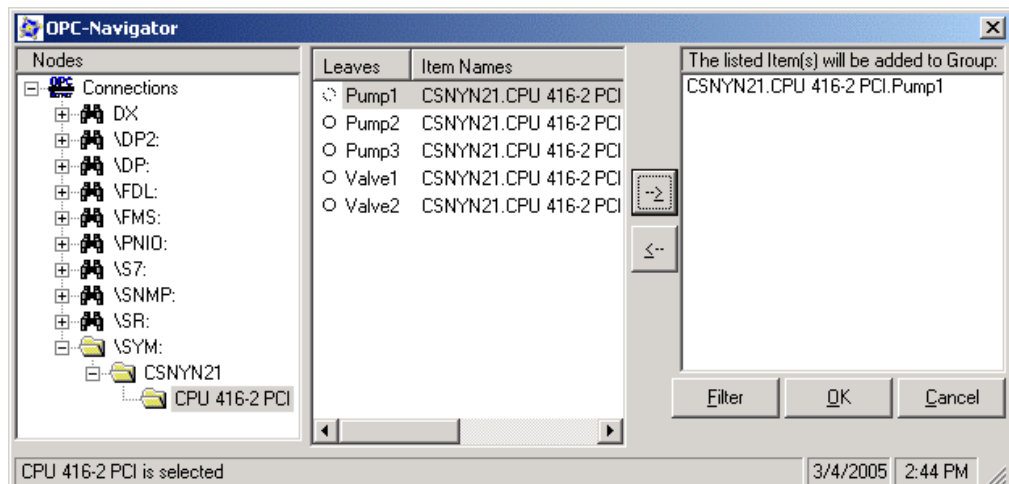 OPC-Navigator
Nodes
OPC
Connections
DX
\DP2:
\DP:
\FDL:
\FMS:
\PNIO:
\S7:
\SNMP:
\SR:
\SYM:
CSNYN21
CPU 416-2 PCI
Leaves Item Names
Pump1 CSNYN21.CPU 416-2 PCI
Pump2 CSNYN21.CPU 416-2 PCI
Pump3 CSNYN21.CPU 416-2 PCI
Valve1 CSNYN21.CPU 416-2 PCI
Valve2 CSNYN21.CPU 416-2 PCI
-->
<--
The listed Item(s) will be added to Group:
CSNYN21.CPU 416-2 PCI.Pump1
Filter OK Cancel
CPU 416-2 PCI is selected 3/4/2005 2:44 PM